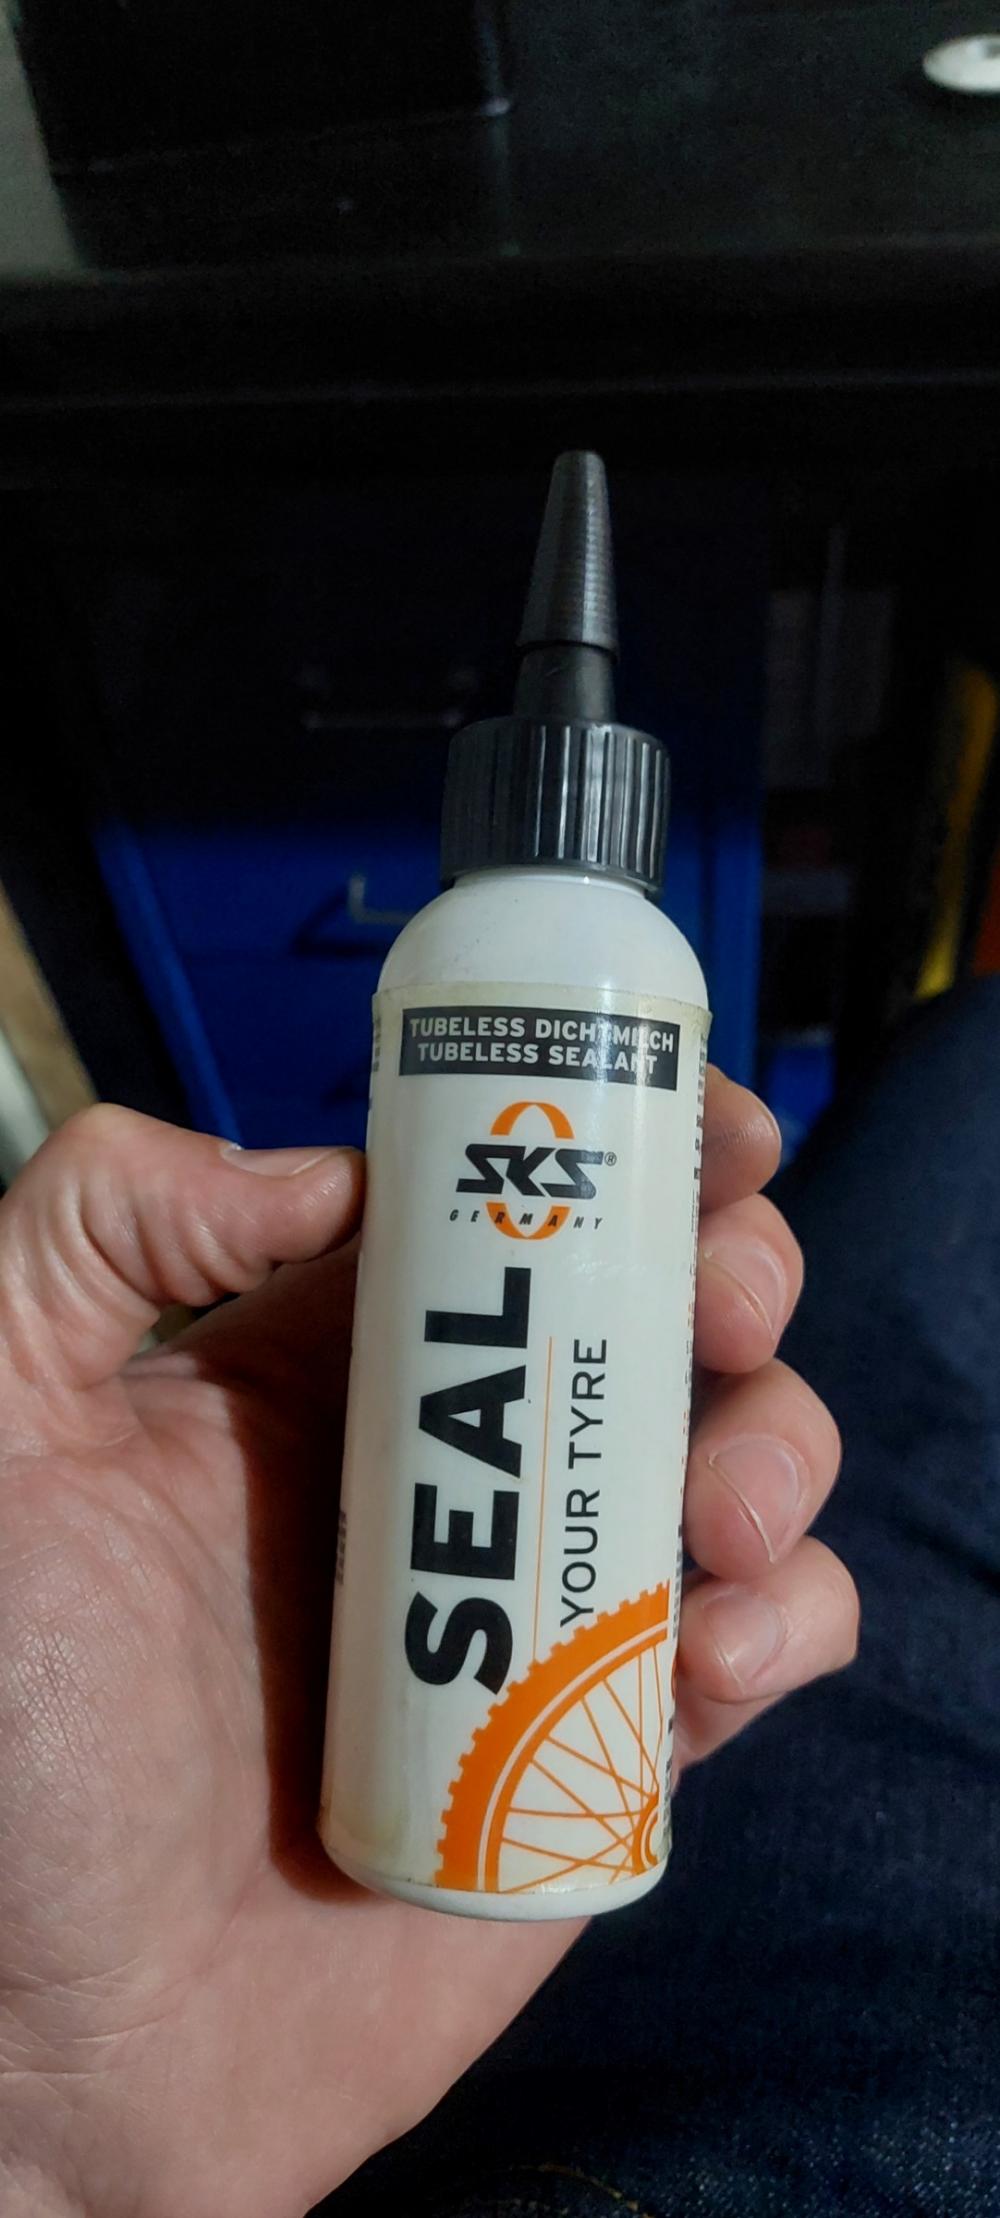 TUBELESS DICHTMILCH
TUBELESS SEALANT
SKS®
GERMANY
SEAL
YOUR TYRE